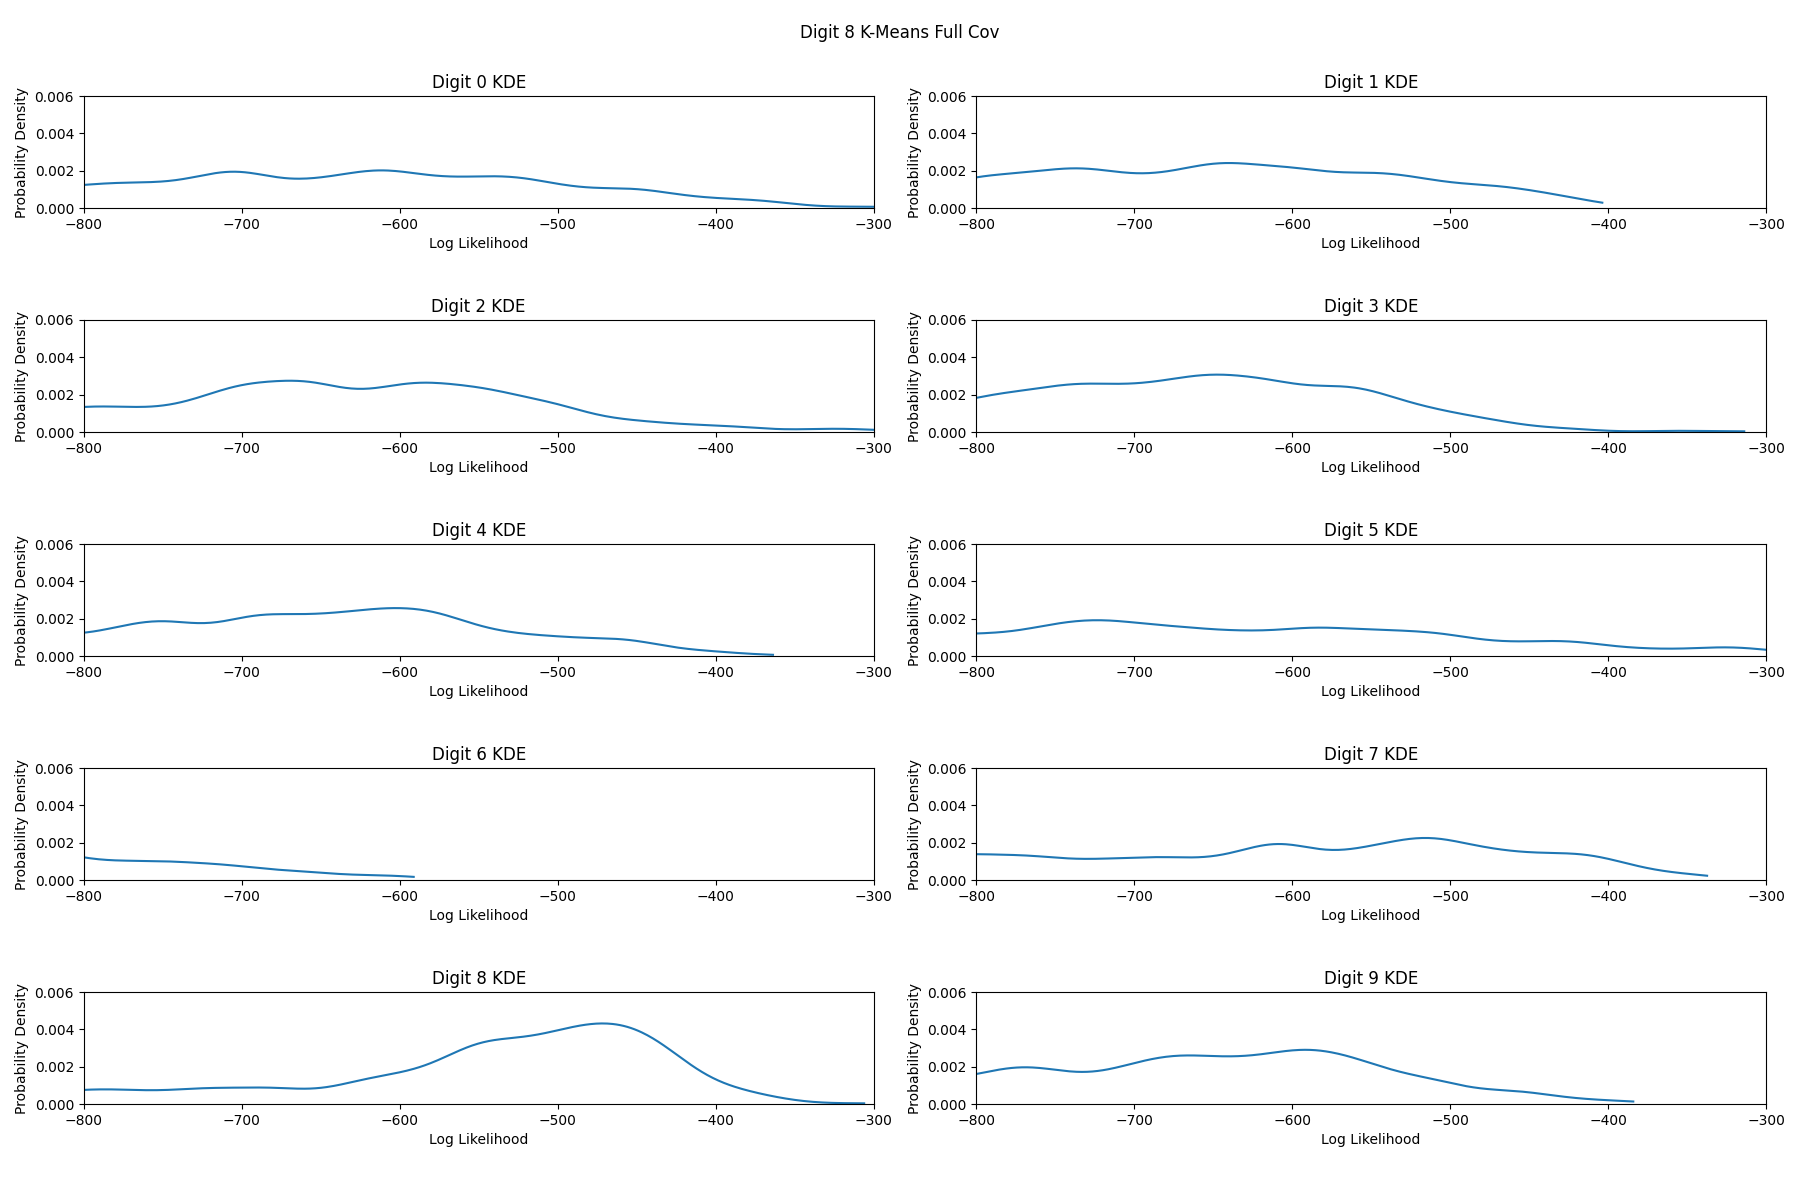 Digit 8 K-Means Full Cov
Digit 0 KDE
Probability Density
0.006
0.004
0.002
0.000
−800 −700 −600 −500 −400 −300
Log Likelihood
Digit 1 KDE
Probability Density
0.006
0.004
0.002
0.000
−800 −700 −600 −500 −400 −300
Log Likelihood
Digit 2 KDE
Probability Density
0.006
0.004
0.002
0.000
−800 −700 −600 −500 −400 −300
Log Likelihood
Digit 3 KDE
Probability Density
0.006
0.004
0.002
0.000
−800 −700 −600 −500 −400 −300
Log Likelihood
Digit 4 KDE
Probability Density
0.006
0.004
0.002
0.000
−800 −700 −600 −500 −400 −300
Log Likelihood
Digit 5 KDE
Probability Density
0.006
0.004
0.002
0.000
−800 −700 −600 −500 −400 −300
Log Likelihood
Digit 6 KDE
Probability Density
0.006
0.004
0.002
0.000
−800 −700 −600 −500 −400 −300
Log Likelihood
Digit 7 KDE
Probability Density
0.006
0.004
0.002
0.000
−800 −700 −600 −500 −400 −300
Log Likelihood
Digit 8 KDE
Probability Density
0.006
0.004
0.002
0.000
−800 −700 −600 −500 −400 −300
Log Likelihood
Digit 9 KDE
Probability Density
0.006
0.004
0.002
0.000
−800 −700 −600 −500 −400 −300
Log Likelihood